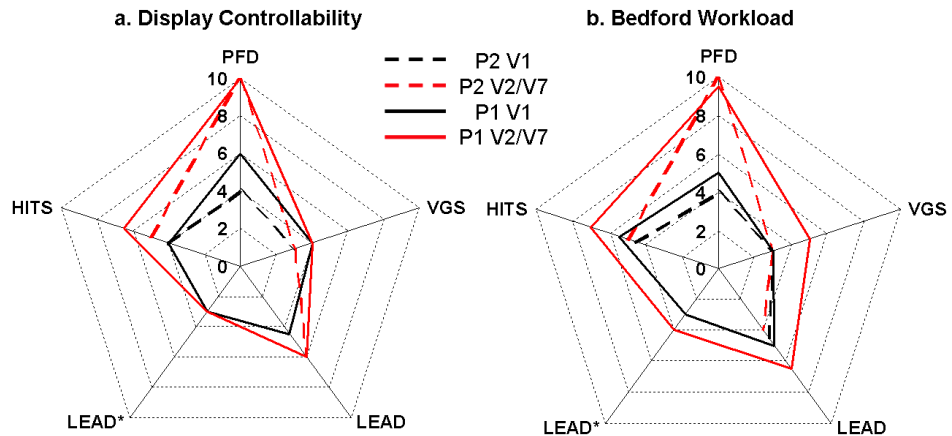 a. Display Controllability
b. Bedford Workload
PFD
10
8
6
4
2
0
HITS
VGS
LEAD*
LEAD
P2 V1
P2 V2/V7
P1 V1
P1 V2/V7
PFD
10
8
6
4
2
0
HITS
VGS
LEAD*
LEAD